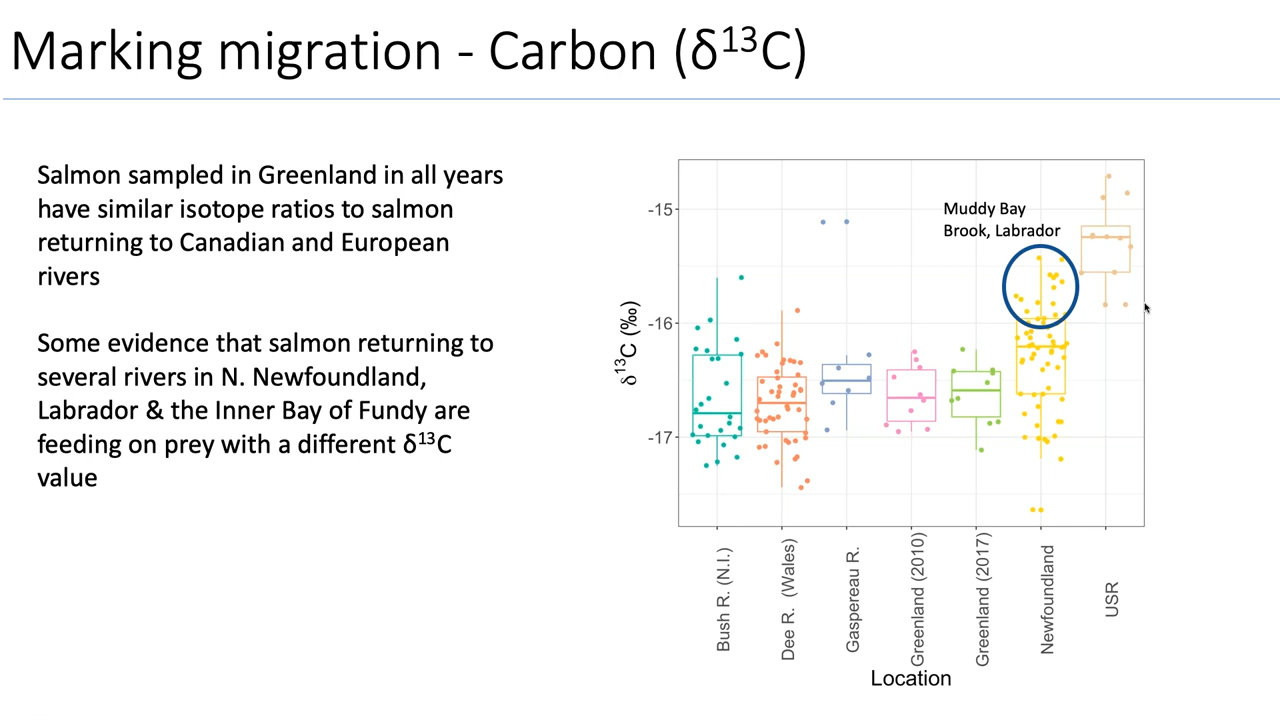 Marking migration - Carbon (δ¹³C)
Salmon sampled in Greenland in all years
have similar isotope ratios to salmon
returning to Canadian and European
rivers
Some evidence that salmon returning to
several rivers in N. Newfoundland,
Labrador & the Inner Bay of Fundy are
feeding on prey with a different δ¹³C
value
Muddy Bay
Brook, Labrador
δ¹³C (‰)
-15
-16
-17
Bush R. (N.I.)
Dee R. (Wales)
Gaspereau R.
Greenland (2010)
Greenland (2017)
Newfoundland
USR
Location